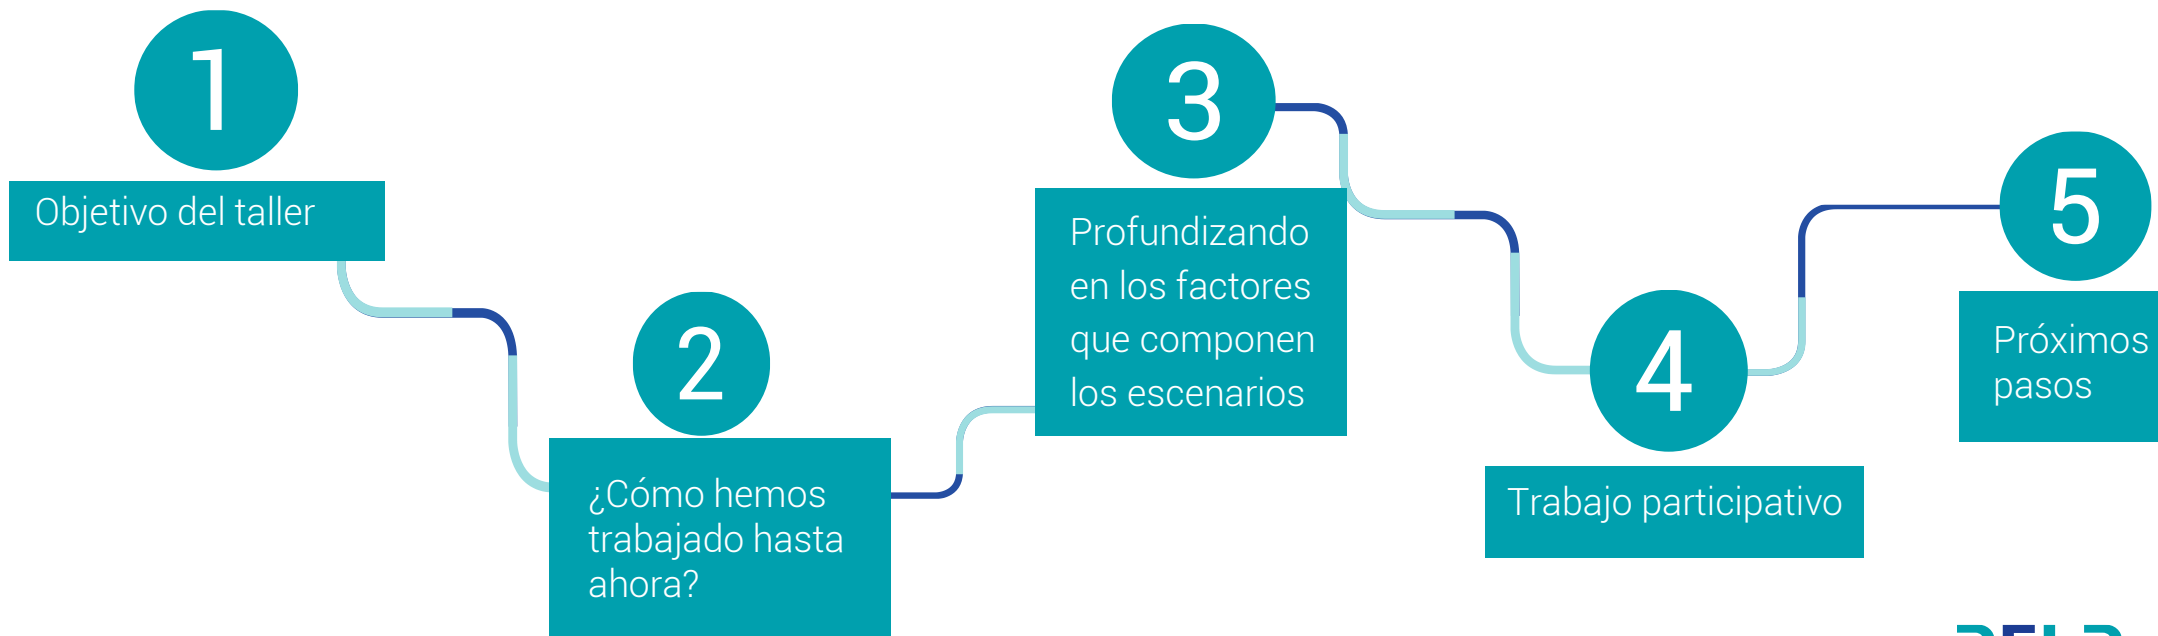 1
Objetivo del taller
2
¿Cómo hemos
trabajado hasta
ahora?
3
Profundizando
en los factores
que componen
los escenarios
4
Trabajo participativo
5
Próximos
pasos